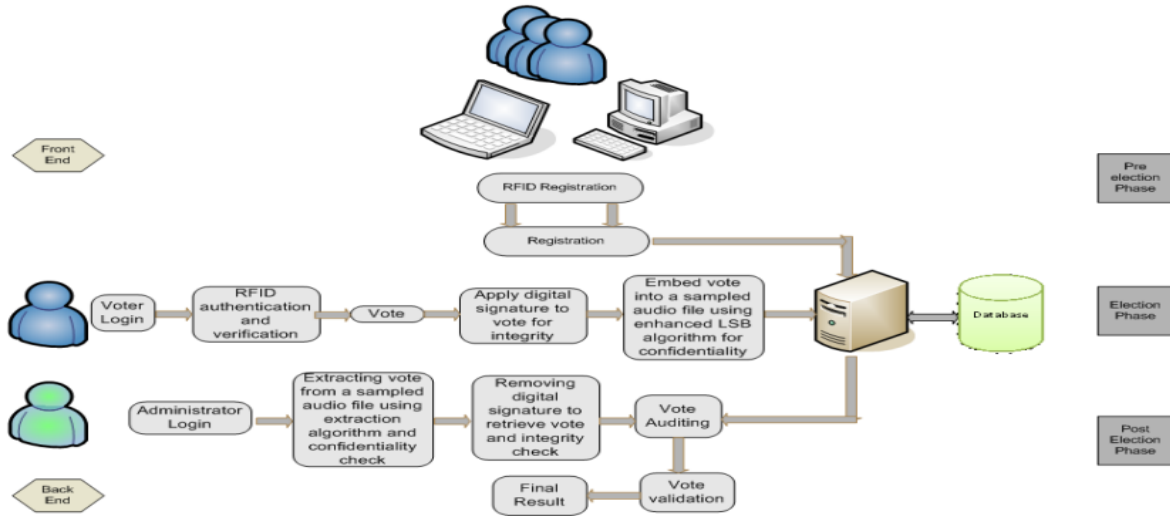 Front
End
Pre
election
Phase
RFID Registration
Registration
Voter
Login
RFID
authentication
and
verification
Vote
Apply digital
signature to
vote for
integrity
Embed vote
into a sampled
audio file using
enhanced LSB
algorithm for
confidentiality
Database
Election
Phase
Administrator
Login
Extracting vote
from a sampled
audio file using
extraction
algorithm and
confidentiality
check
Removing
digital
signature to
retrieve vote
and integrity
check
Vote
Auditing
Post
Election
Phase
Back
End
Final
Result
Vote
validation